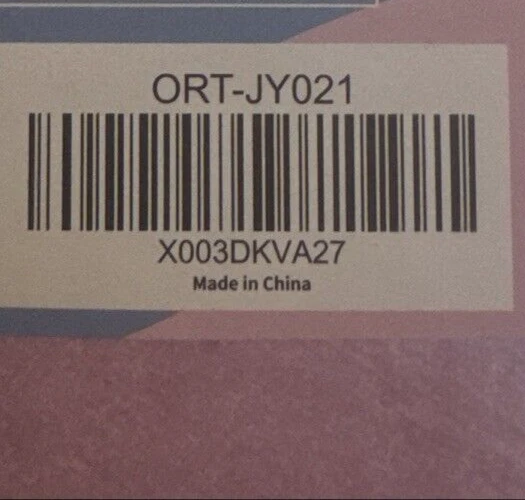 ORT-JY021
X003DKVA27
Made in China